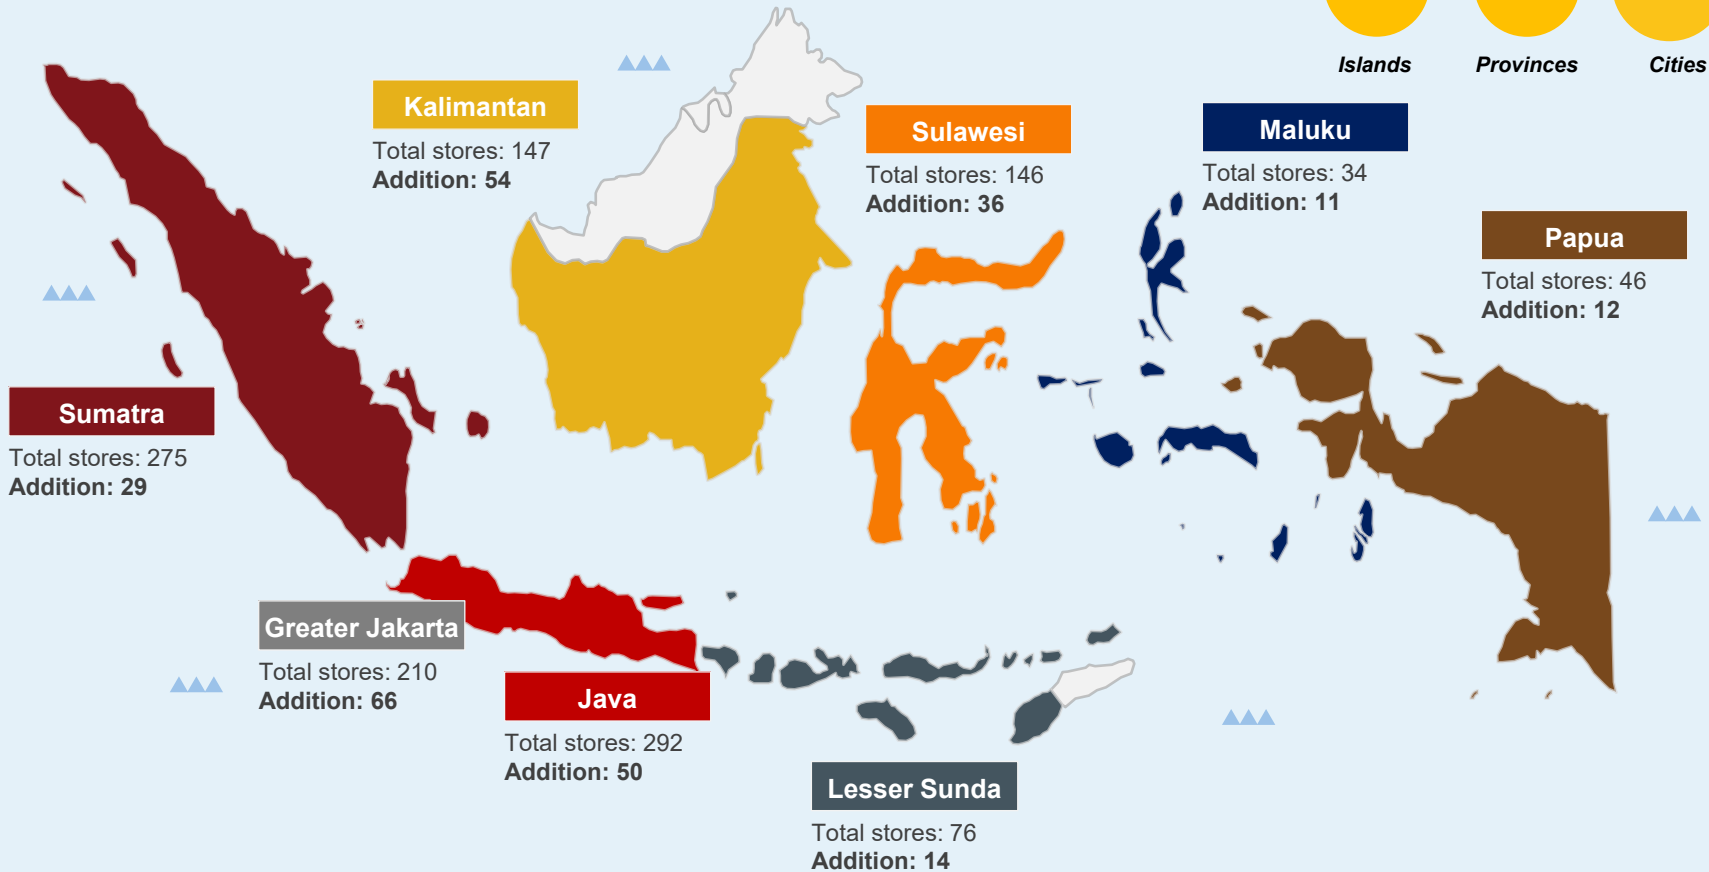 Islands
Provinces
Cities
Kalimantan
Total stores: 147
Addition: 54
Sulawesi
Total stores: 146
Addition: 36
Maluku
Total stores: 34
Addition: 11
Papua
Total stores: 46
Addition: 12
Sumatra
Total stores: 275
Addition: 29
Greater Jakarta
Total stores: 210
Addition: 66
Java
Total stores: 292
Addition: 50
Lesser Sunda
Total stores: 76
Addition: 14